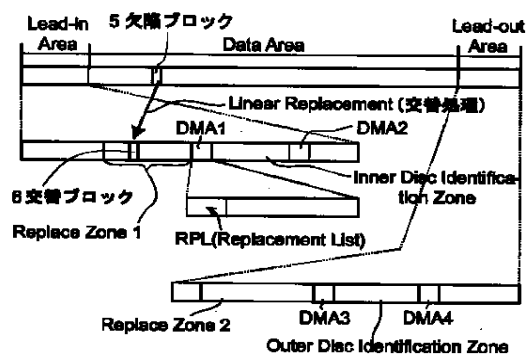 Lead-in
Area
5 欠陥ブロック
Data Area
Lead-out
Area
Linear Replacement (交替処理)
DMA1
DMA2
6交替ブロック
Replace Zone 1
Inner Disc Identifica-
tion Zone
RPL(Replacement List)
Replace Zone 2
DMA3
DMA4
Outer Disc Identification Zone